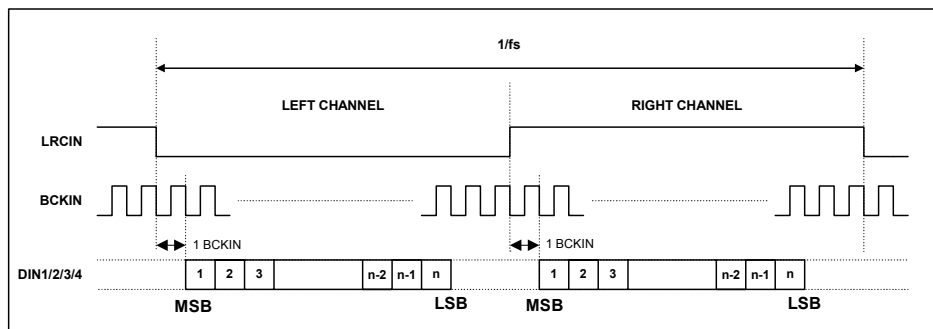 1/fs
LEFT CHANNEL RIGHT CHANNEL
LRCIN
BCKIN
1 BCKIN 1 BCKIN
DIN1/2/3/4 1 2 3 n-2 n-1 n 1 2 3 n-2 n-1 n
MSB LSB MSB LSB